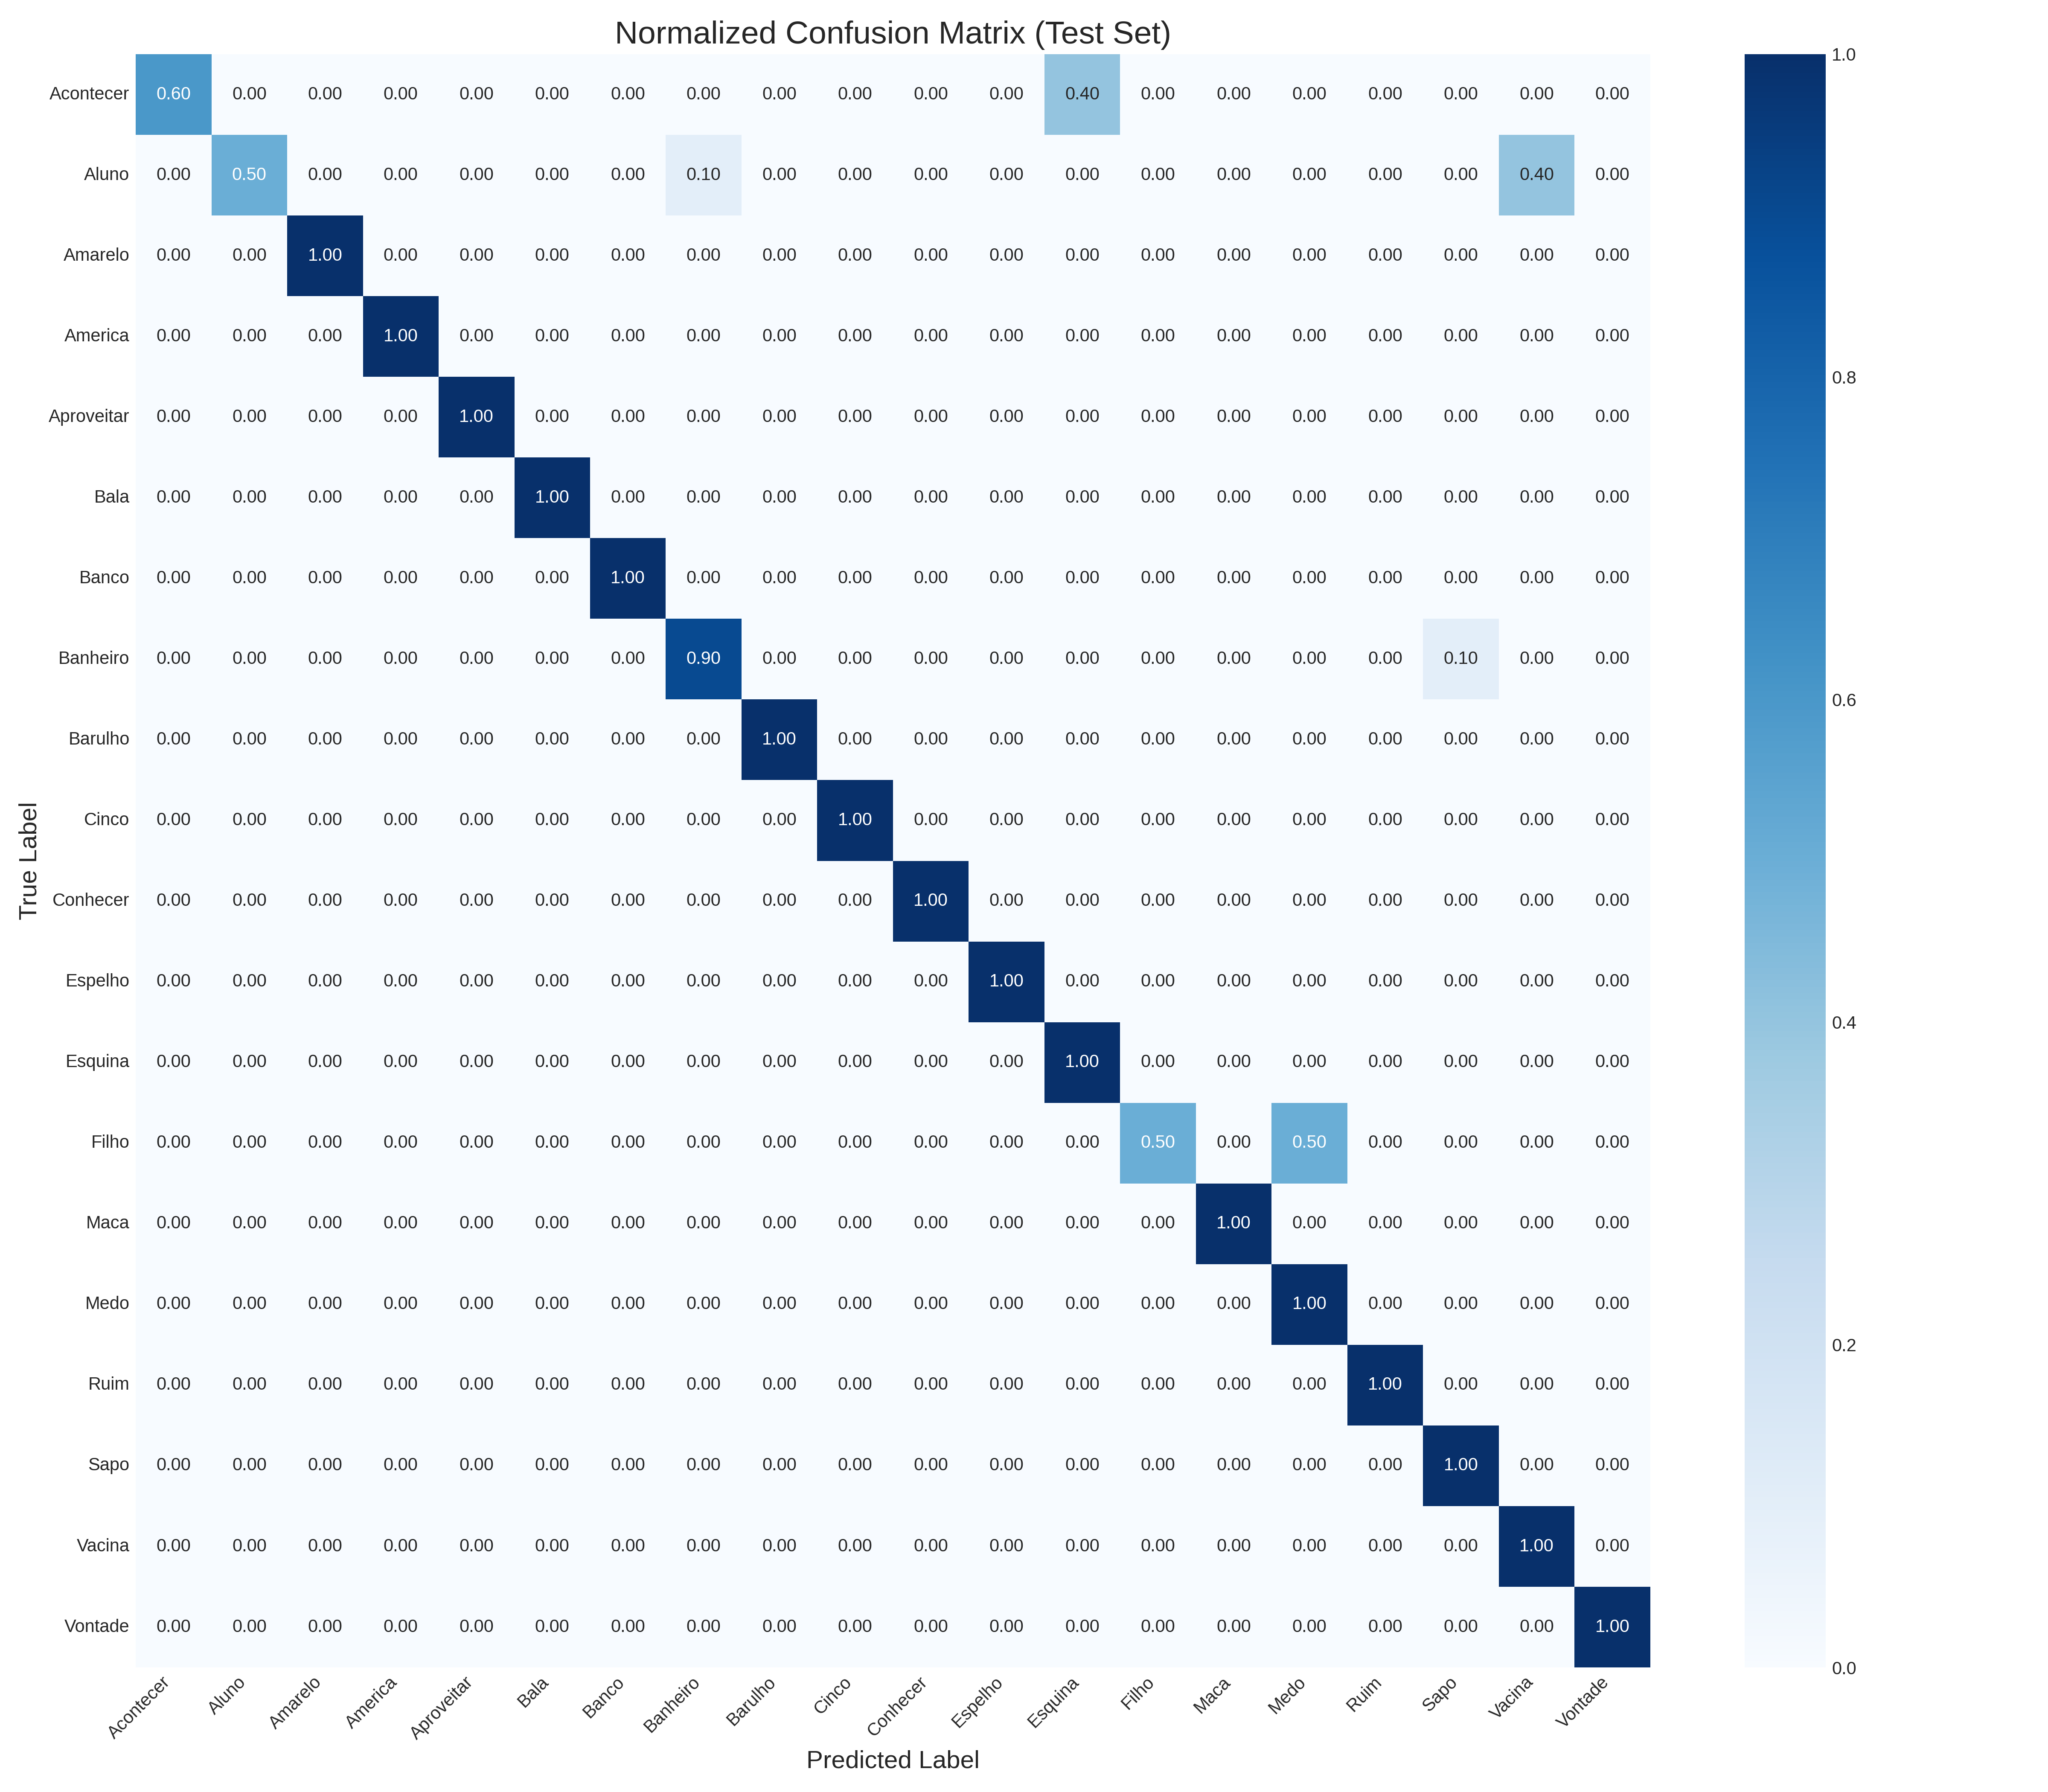 Normalized Confusion Matrix (Test Set)
Acontecer 0.60 0.00 0.00 0.00 0.00 0.00 0.00 0.00 0.00 0.00 0.00 0.00 0.40 0.00 0.00 0.00 0.00 0.00 0.00 0.00
Aluno 0.00 0.50 0.00 0.00 0.00 0.00 0.00 0.10 0.00 0.00 0.00 0.00 0.00 0.00 0.00 0.00 0.00 0.00 0.40 0.00
Amarelo 0.00 0.00 1.00 0.00 0.00 0.00 0.00 0.00 0.00 0.00 0.00 0.00 0.00 0.00 0.00 0.00 0.00 0.00 0.00 0.00
America 0.00 0.00 0.00 1.00 0.00 0.00 0.00 0.00 0.00 0.00 0.00 0.00 0.00 0.00 0.00 0.00 0.00 0.00 0.00 0.00
Aproveitar 0.00 0.00 0.00 0.00 1.00 0.00 0.00 0.00 0.00 0.00 0.00 0.00 0.00 0.00 0.00 0.00 0.00 0.00 0.00 0.00
Bala 0.00 0.00 0.00 0.00 0.00 1.00 0.00 0.00 0.00 0.00 0.00 0.00 0.00 0.00 0.00 0.00 0.00 0.00 0.00 0.00
Banco 0.00 0.00 0.00 0.00 0.00 0.00 1.00 0.00 0.00 0.00 0.00 0.00 0.00 0.00 0.00 0.00 0.00 0.00 0.00 0.00
Banheiro 0.00 0.00 0.00 0.00 0.00 0.00 0.00 0.90 0.00 0.00 0.00 0.00 0.00 0.00 0.00 0.00 0.00 0.10 0.00 0.00
Barulho 0.00 0.00 0.00 0.00 0.00 0.00 0.00 0.00 1.00 0.00 0.00 0.00 0.00 0.00 0.00 0.00 0.00 0.00 0.00 0.00
Cinco 0.00 0.00 0.00 0.00 0.00 0.00 0.00 0.00 0.00 1.00 0.00 0.00 0.00 0.00 0.00 0.00 0.00 0.00 0.00 0.00
Conhecer 0.00 0.00 0.00 0.00 0.00 0.00 0.00 0.00 0.00 0.00 1.00 0.00 0.00 0.00 0.00 0.00 0.00 0.00 0.00 0.00
Espelho 0.00 0.00 0.00 0.00 0.00 0.00 0.00 0.00 0.00 0.00 0.00 1.00 0.00 0.00 0.00 0.00 0.00 0.00 0.00 0.00
Esquina 0.00 0.00 0.00 0.00 0.00 0.00 0.00 0.00 0.00 0.00 0.00 0.00 1.00 0.00 0.00 0.00 0.00 0.00 0.00 0.00
Filho 0.00 0.00 0.00 0.00 0.00 0.00 0.00 0.00 0.00 0.00 0.00 0.00 0.00 0.50 0.00 0.50 0.00 0.00 0.00 0.00
Maca 0.00 0.00 0.00 0.00 0.00 0.00 0.00 0.00 0.00 0.00 0.00 0.00 0.00 0.00 1.00 0.00 0.00 0.00 0.00 0.00
Medo 0.00 0.00 0.00 0.00 0.00 0.00 0.00 0.00 0.00 0.00 0.00 0.00 0.00 0.00 0.00 1.00 0.00 0.00 0.00 0.00
Ruim 0.00 0.00 0.00 0.00 0.00 0.00 0.00 0.00 0.00 0.00 0.00 0.00 0.00 0.00 0.00 0.00 1.00 0.00 0.00 0.00
Sapo 0.00 0.00 0.00 0.00 0.00 0.00 0.00 0.00 0.00 0.00 0.00 0.00 0.00 0.00 0.00 0.00 0.00 1.00 0.00 0.00
Vacina 0.00 0.00 0.00 0.00 0.00 0.00 0.00 0.00 0.00 0.00 0.00 0.00 0.00 0.00 0.00 0.00 0.00 0.00 1.00 0.00
Vontade 0.00 0.00 0.00 0.00 0.00 0.00 0.00 0.00 0.00 0.00 0.00 0.00 0.00 0.00 0.00 0.00 0.00 0.00 0.00 1.00
True Label
Acontecer Aluno Amarelo America Aproveitar Bala Banco Banheiro Barulho Cinco Conhecer Espelho Esquina Filho Maca Medo Ruim Sapo Vacina Vontade
Predicted Label
1.0
0.8
0.6
0.4
0.2
0.0